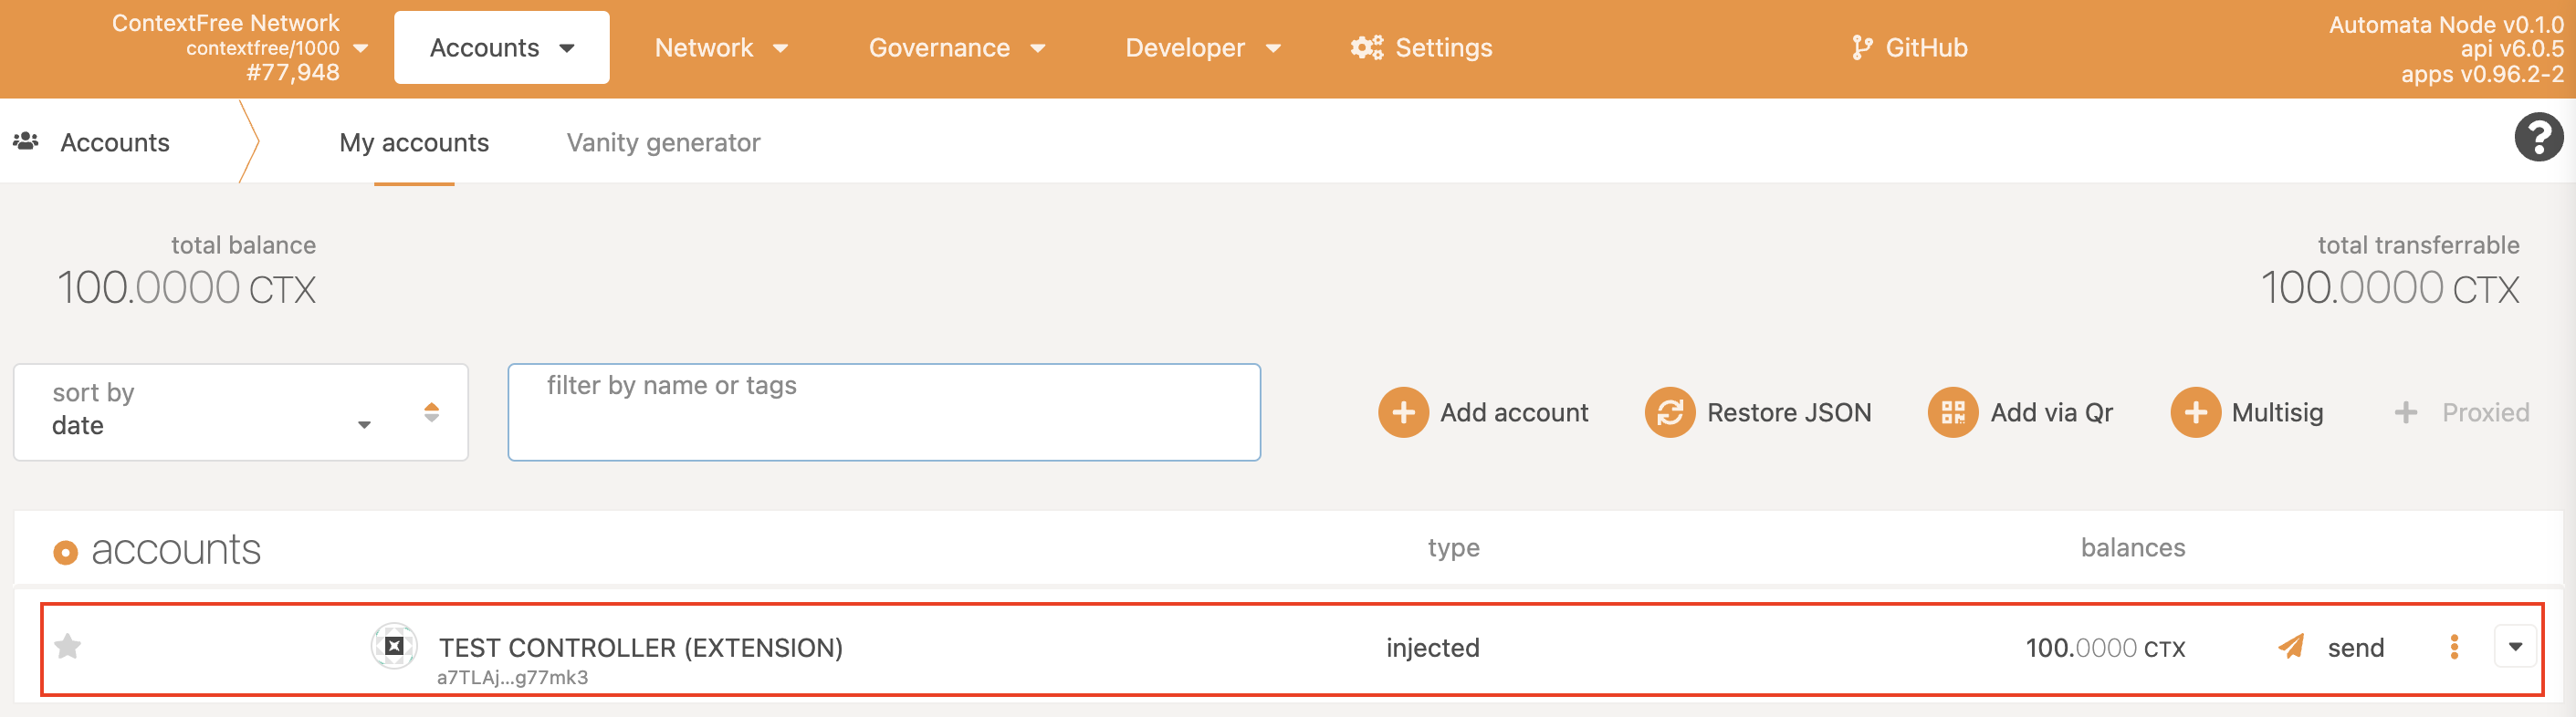 ContextFree Network
contextfree/1000
#77,948
Accounts
Network
Governance
Developer
Settings
GitHub
Automata Node v0.1.0
api v6.0.5
apps v0.96.2-2
Accounts
My accounts
Vanity generator
total balance
100.0000 CTX
total transferrable
100.0000 CTX
sort by
date
filter by name or tags
Add account
Restore JSON
Add via Qr
Multisig
Proxied
accounts
type
balances
TEST CONTROLLER (EXTENSION)
a7TLAj...g77mk3
injected
100.0000 CTX
send